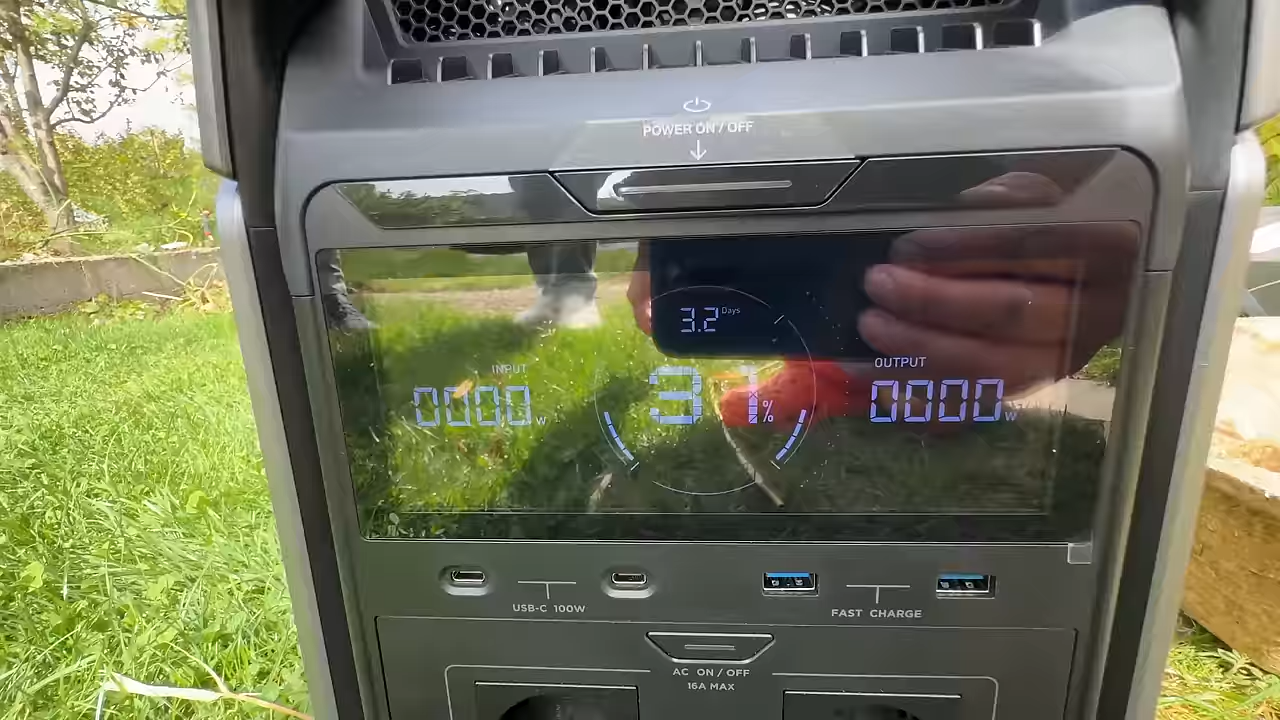 POWER ON / OFF
3.2 Days
INPUT
0000 W
31 %
OUTPUT
0000 W
USB-C 100W
FAST CHARGE
AC ON / OFF
16A MAX